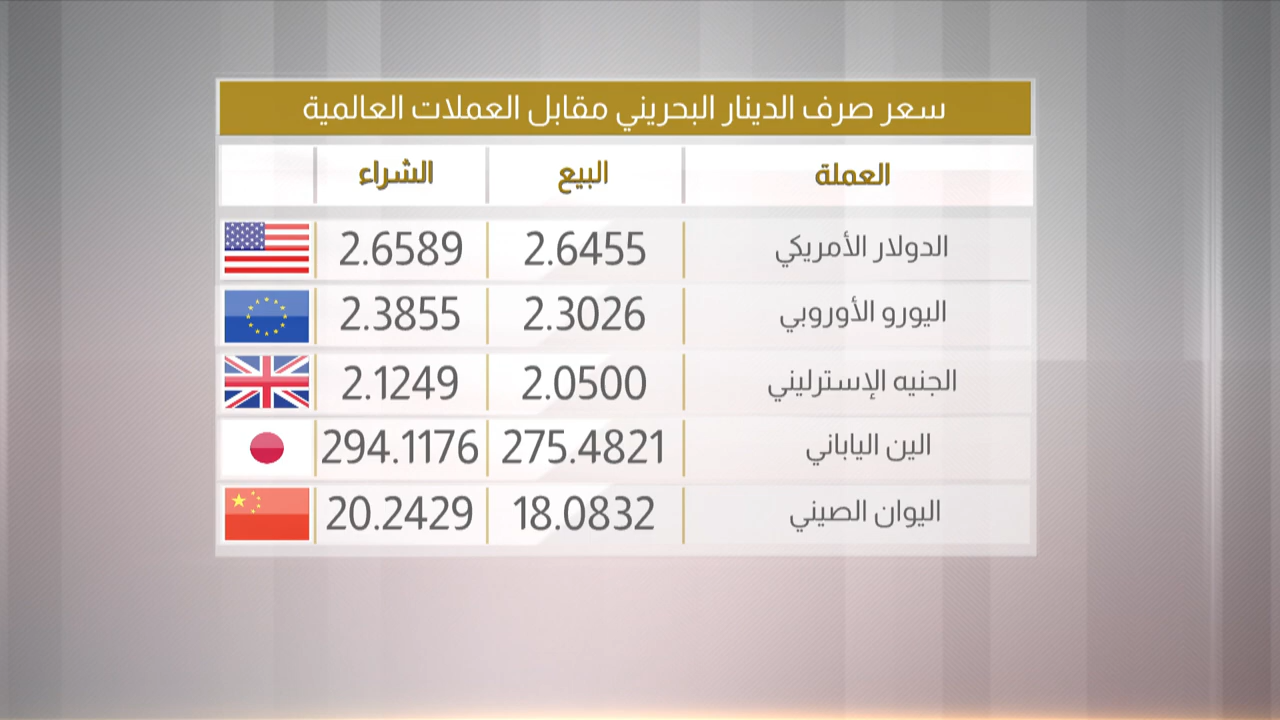 سعر صرف الدينار البحريني مقابل العملات العالمية
العملة البيع الشراء
الدولار الأمريكي 2.6455 2.6589
اليورو الأوروبي 2.3026 2.3855
الجنيه الإسترليني 2.0500 2.1249
الين الياباني 275.4821 294.1176
اليوان الصيني 18.0832 20.2429